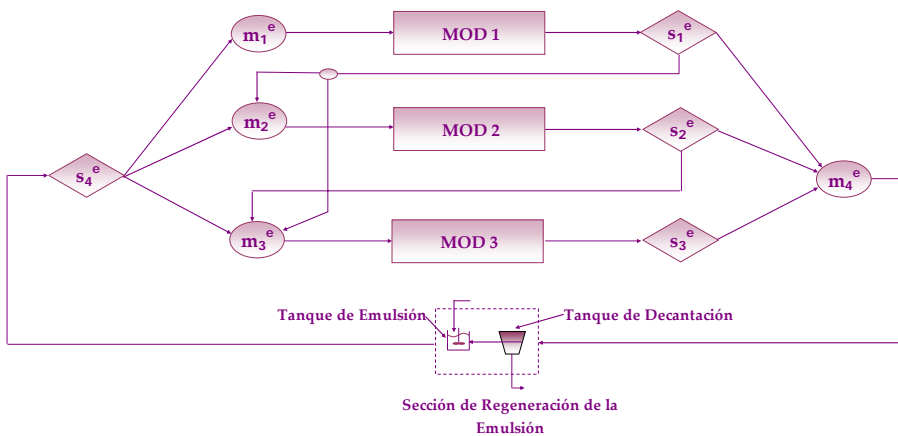 m₁ᵉ
MOD 1
s₁ᵉ
m₂ᵉ
MOD 2
s₂ᵉ
s₄ᵉ
m₄ᵉ
m₃ᵉ
MOD 3
s₃ᵉ
Tanque de Emulsión
Tanque de Decantación
Sección de Regeneración de la
Emulsión